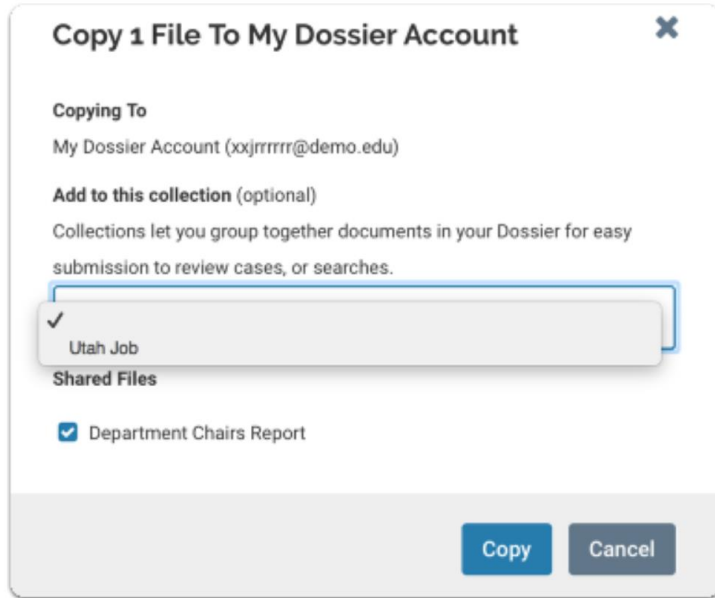 Copy 1 File To My Dossier Account
Copying To
My Dossier Account (xxjrrrrrr@demo.edu)
Add to this collection (optional)
Collections let you group together documents in your Dossier for easy
submission to review cases, or searches.
Utah Job
Shared Files
Department Chairs Report
Copy Cancel